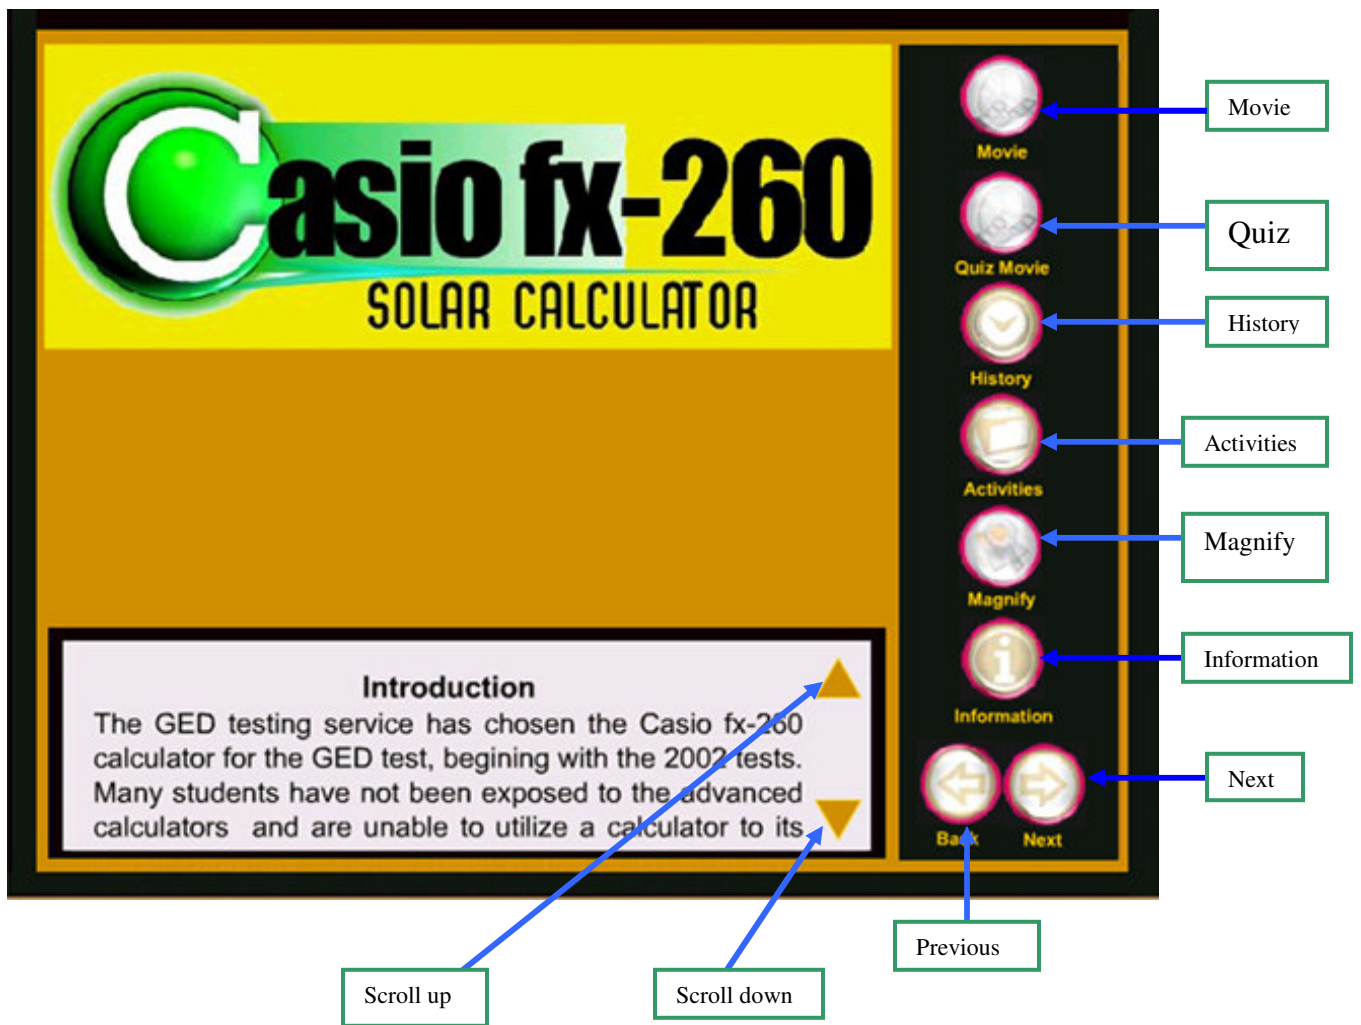 Casio fx-260
SOLAR CALCULATOR
Movie
Movie
Quiz Movie
Quiz
History
History
Activities
Activities
Magnify
Magnify
Information
Information
Back
Next
Next
Introduction
The GED testing service has chosen the Casio fx-260
calculator for the GED test, begining with the 2002 tests.
Many students have not been exposed to the advanced
calculators and are unable to utilize a calculator to its
Previous
Scroll up
Scroll down